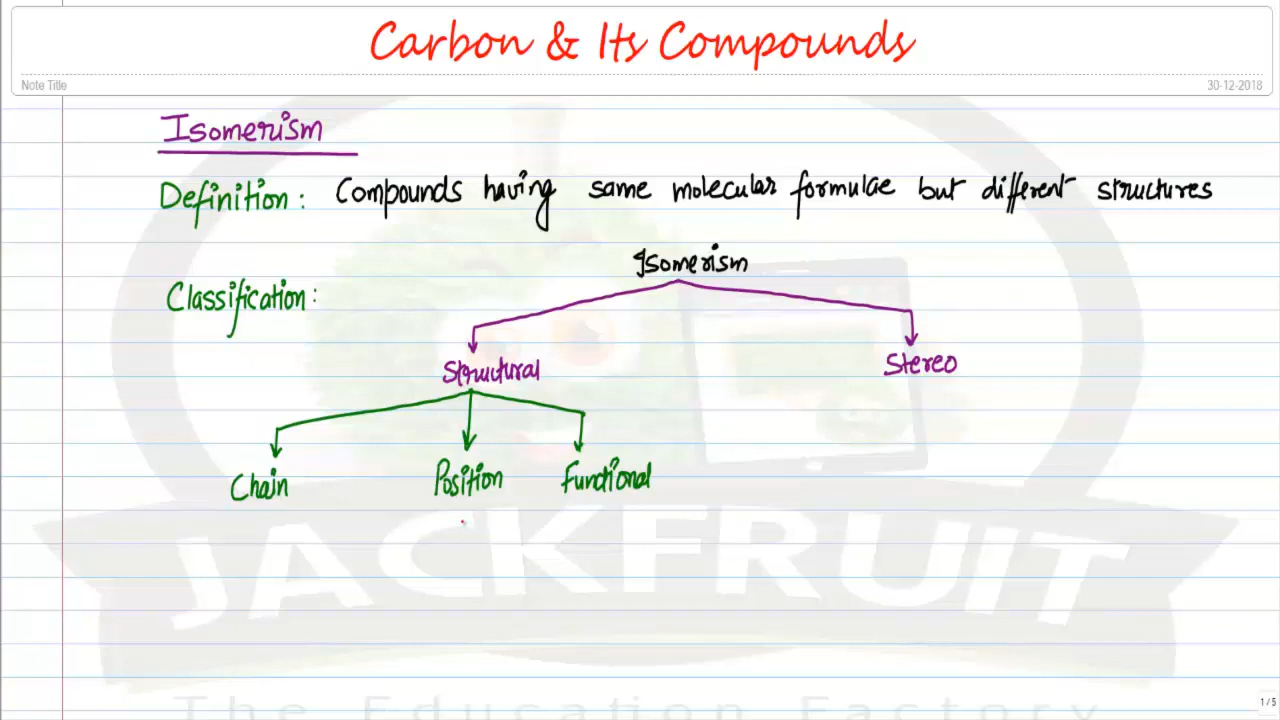 Carbon & Its Compounds
Note Title
30-12-2018
Isomerism
Definition: Compounds having same molecular formulae but different structures
Isomerism
Classification:
Structural Stereo
Chain Position Functional
JACKFRUIT
The Education Factory
1/5